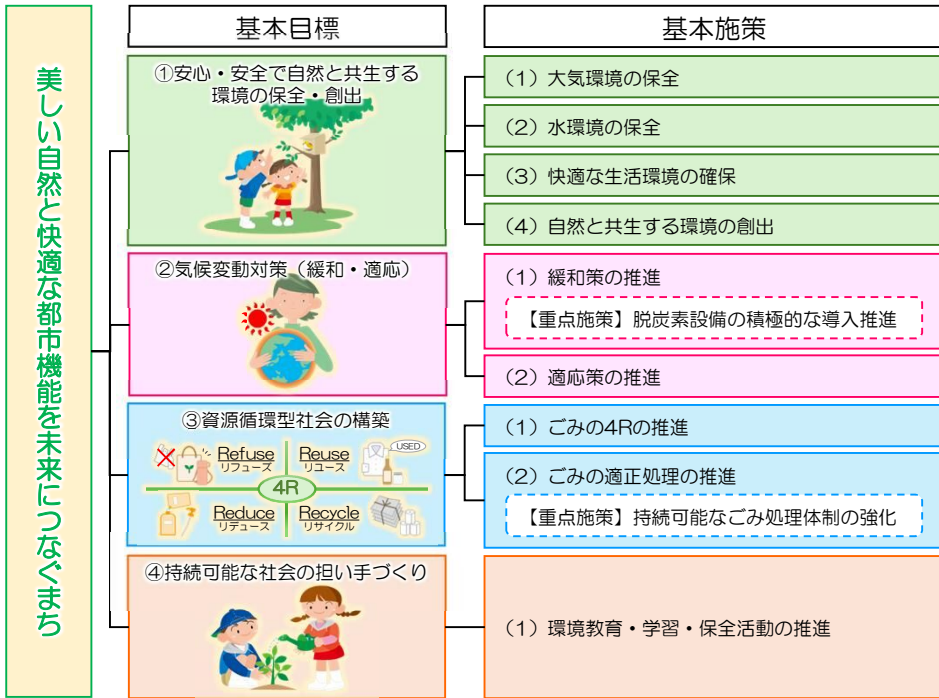 美しい自然と快適な都市機能を未来につなぐまち
基本目標
基本施策
①安心・安全で自然と共生する
環境の保全・創出
(1) 大気環境の保全
(2) 水環境の保全
(3) 快適な生活環境の確保
(4) 自然と共生する環境の創出
②気候変動対策（緩和・適応）
(1) 緩和策の推進
【重点施策】脱炭素設備の積極的な導入推進
(2) 適応策の推進
③資源循環型社会の構築
Refuse
リフューズ
Reuse
リユース
USED
4R
Reduce
リデュース
Recycle
リサイクル
(1) ごみの4Rの推進
(2) ごみの適正処理の推進
【重点施策】持続可能なごみ処理体制の強化
④持続可能な社会の担い手づくり
(1) 環境教育・学習・保全活動の推進